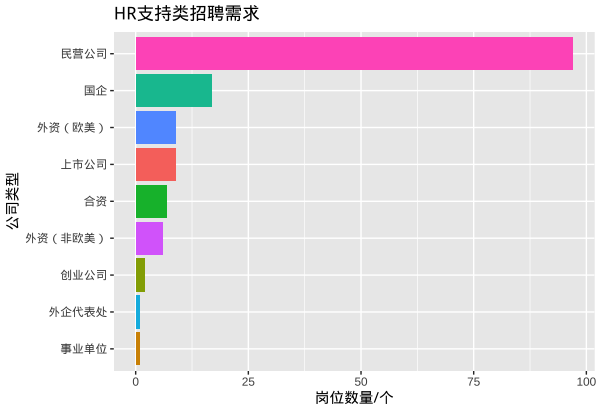 HR支持类招聘需求
公司类型
民营公司
国企
外资（欧美）
上市公司
合资
外资（非欧美）
创业公司
外企代表处
事业单位
0 25 50 75 100
岗位数量/个